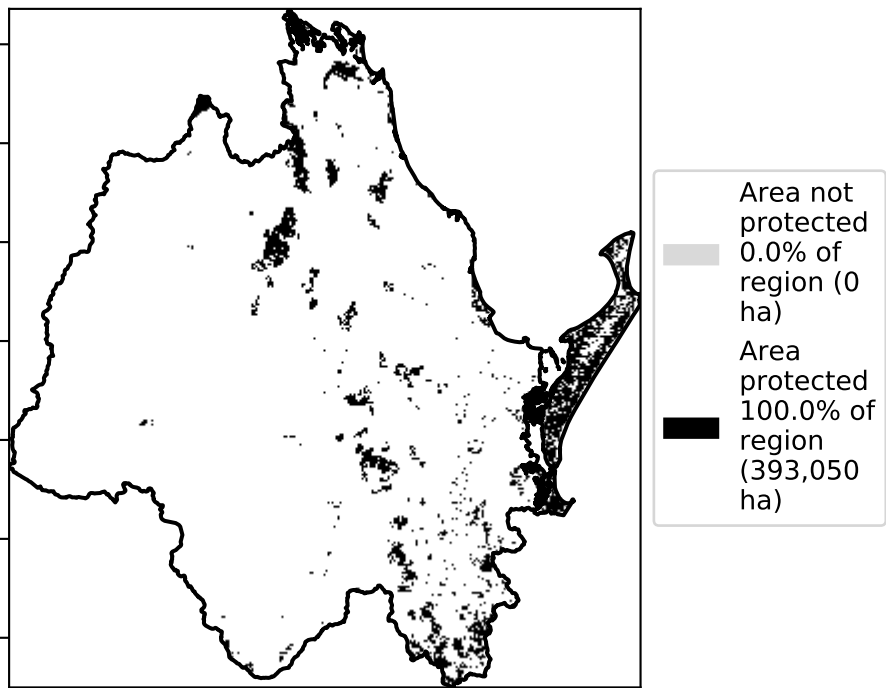 Area not
protected
0.0% of
region (0
ha)
Area
protected
100.0% of
region
(393,050
ha)